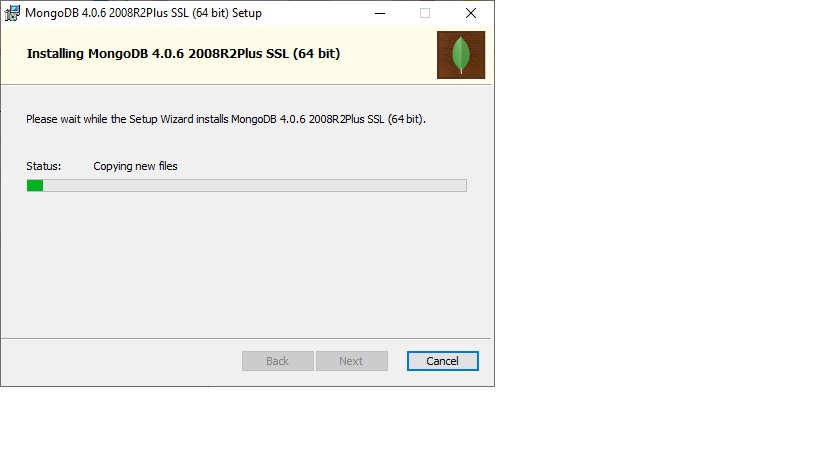 MongoDB 4.0.6 2008R2Plus SSL (64 bit) Setup
Installing MongoDB 4.0.6 2008R2Plus SSL (64 bit)
Please wait while the Setup Wizard installs MongoDB 4.0.6 2008R2Plus SSL (64 bit).
Status: Copying new files
Back Next Cancel